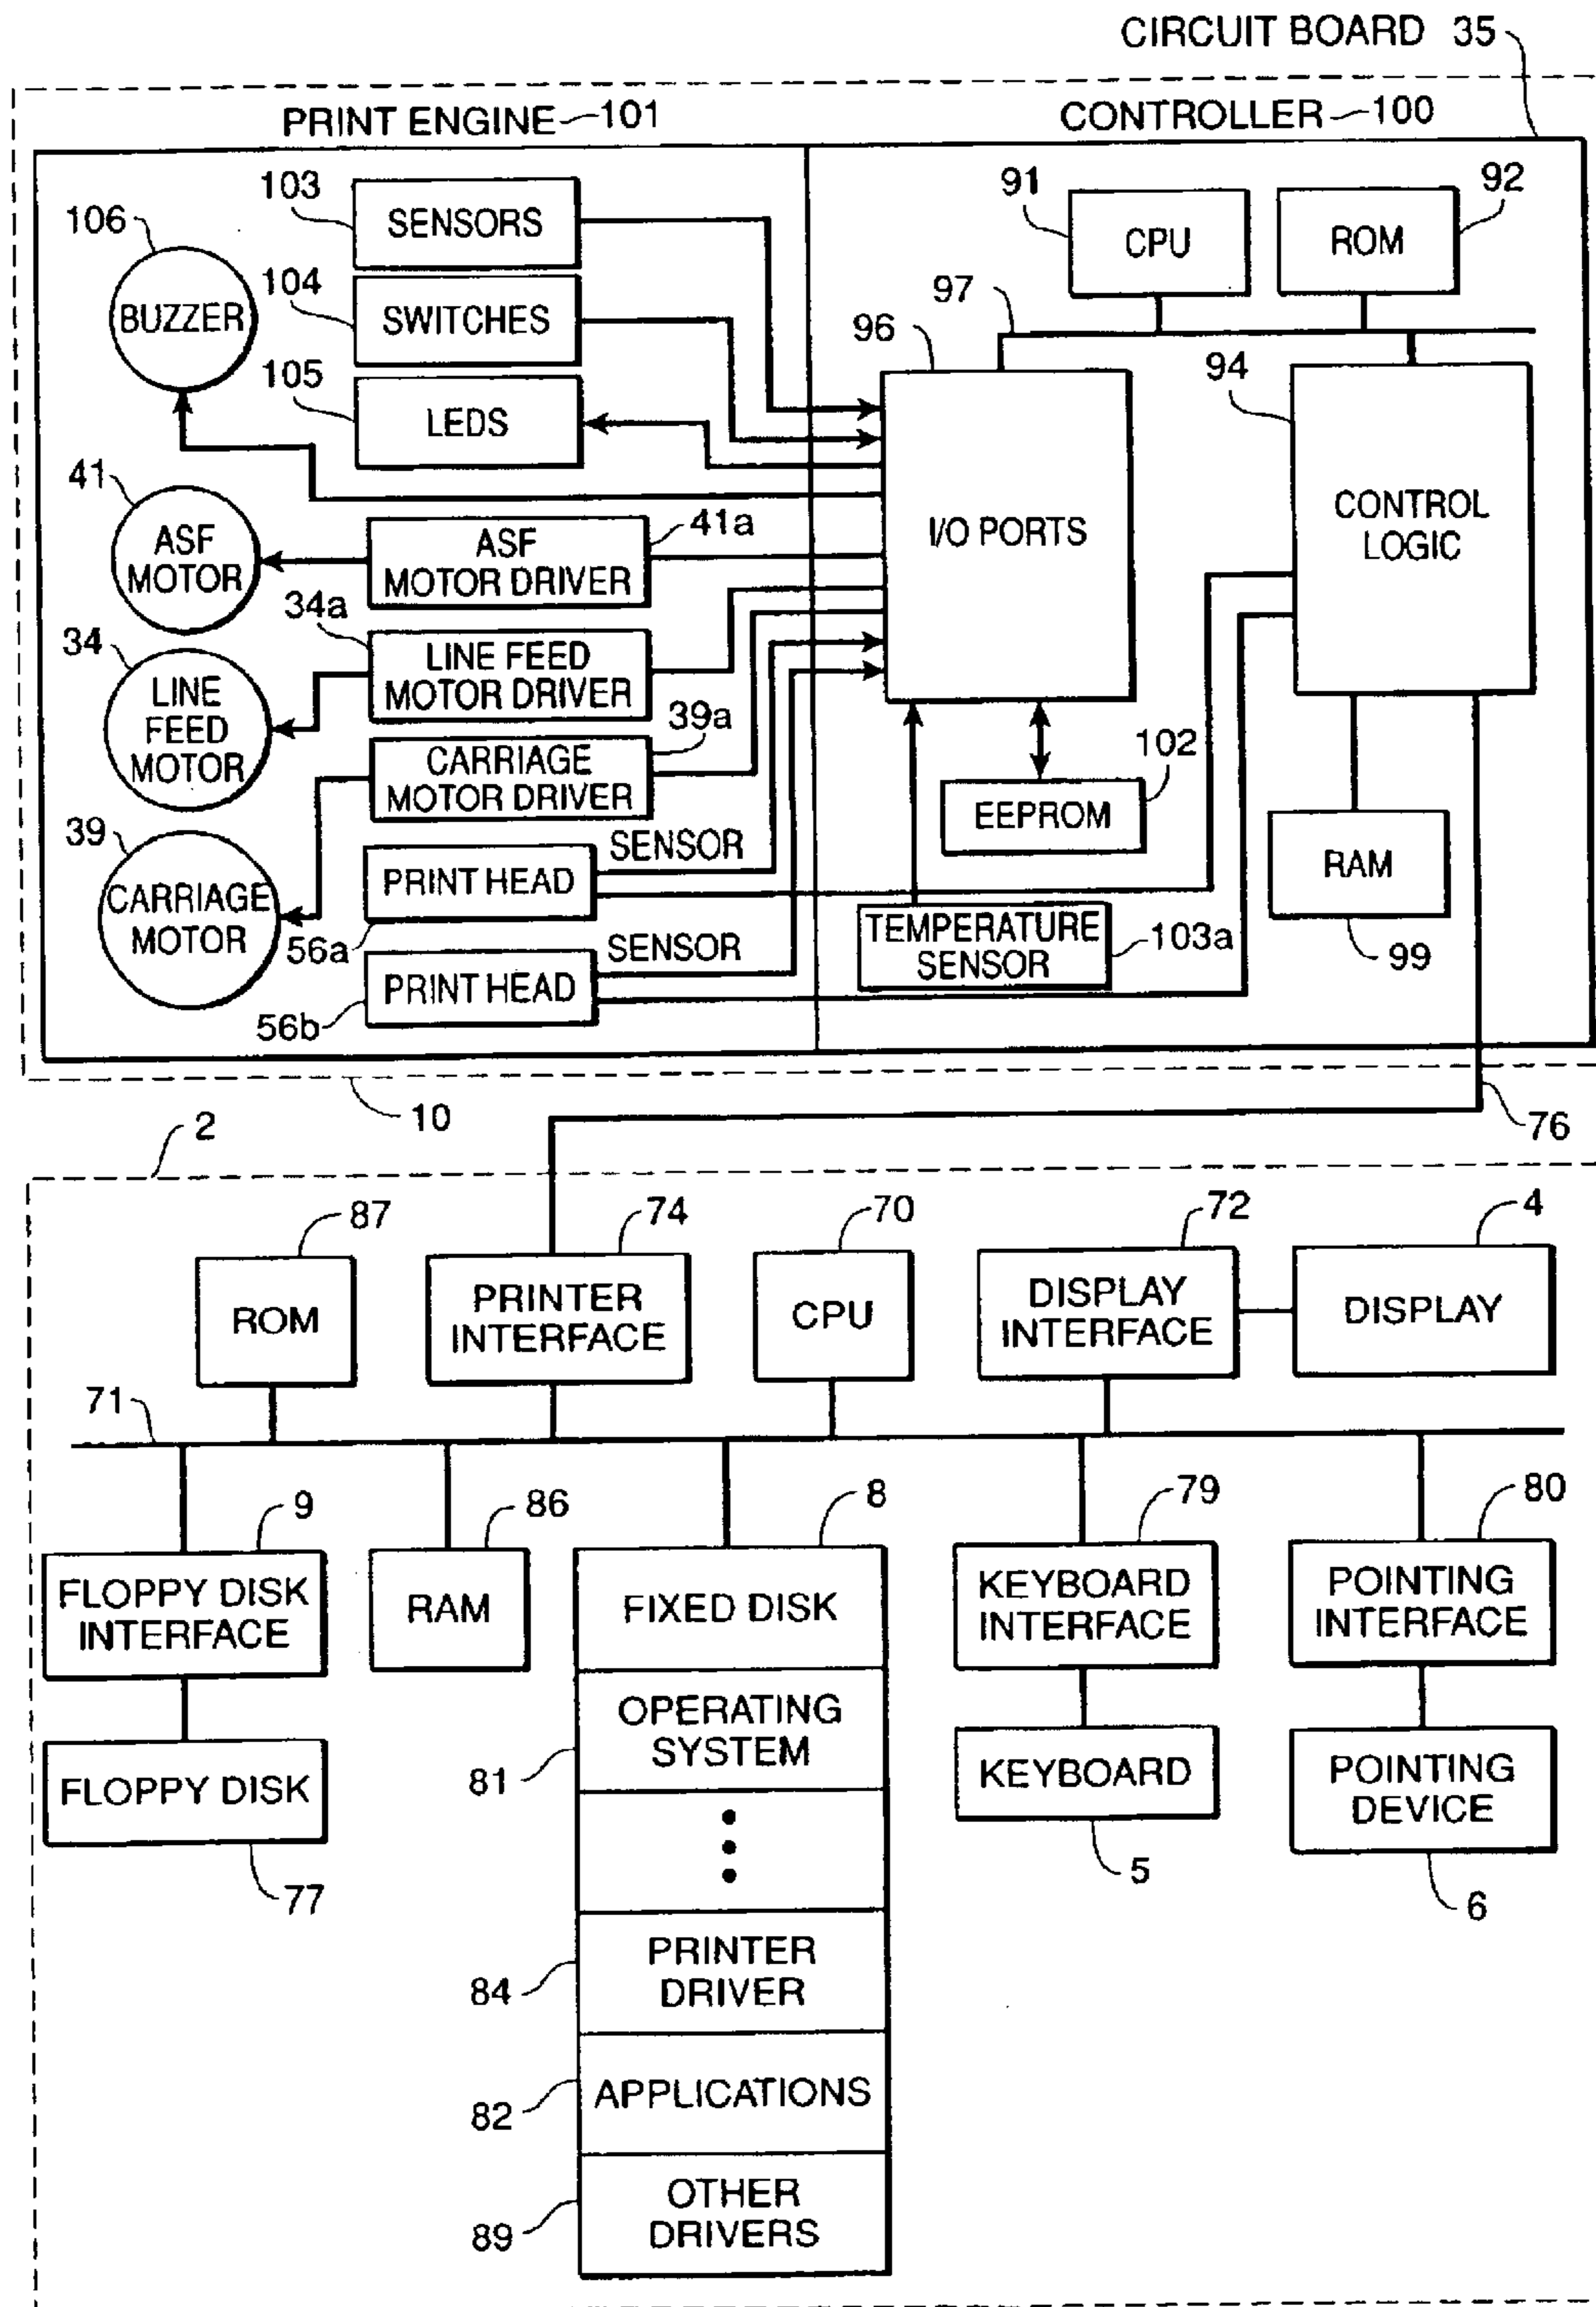 CIRCUIT BOARD 35
PRINT ENGINE 101
CONTROLLER 100
103
SENSORS
106
BUZZER
104
SWITCHES
105
LEDS
41
ASF
MOTOR
41a
ASF
MOTOR DRIVER
34
LINE
FEED
MOTOR
34a
LINE FEED
MOTOR DRIVER
39a
CARRIAGE
MOTOR DRIVER
39
CARRIAGE
MOTOR
PRINT HEAD
SENSOR
56a
PRINT HEAD
SENSOR
56b
91
CPU
92
ROM
97
96
I/O PORTS
94
CONTROL
LOGIC
102
EEPROM
RAM
99
TEMPERATURE
SENSOR
103a
10
76
2
87
ROM
74
PRINTER
INTERFACE
70
CPU
72
DISPLAY
INTERFACE
4
DISPLAY
71
9
FLOPPY DISK
INTERFACE
86
RAM
8
FIXED DISK
79
KEYBOARD
INTERFACE
80
POINTING
INTERFACE
FLOPPY DISK
77
OPERATING
SYSTEM
81
KEYBOARD
5
POINTING
DEVICE
6
PRINTER
DRIVER
84
APPLICATIONS
82
OTHER
DRIVERS
89